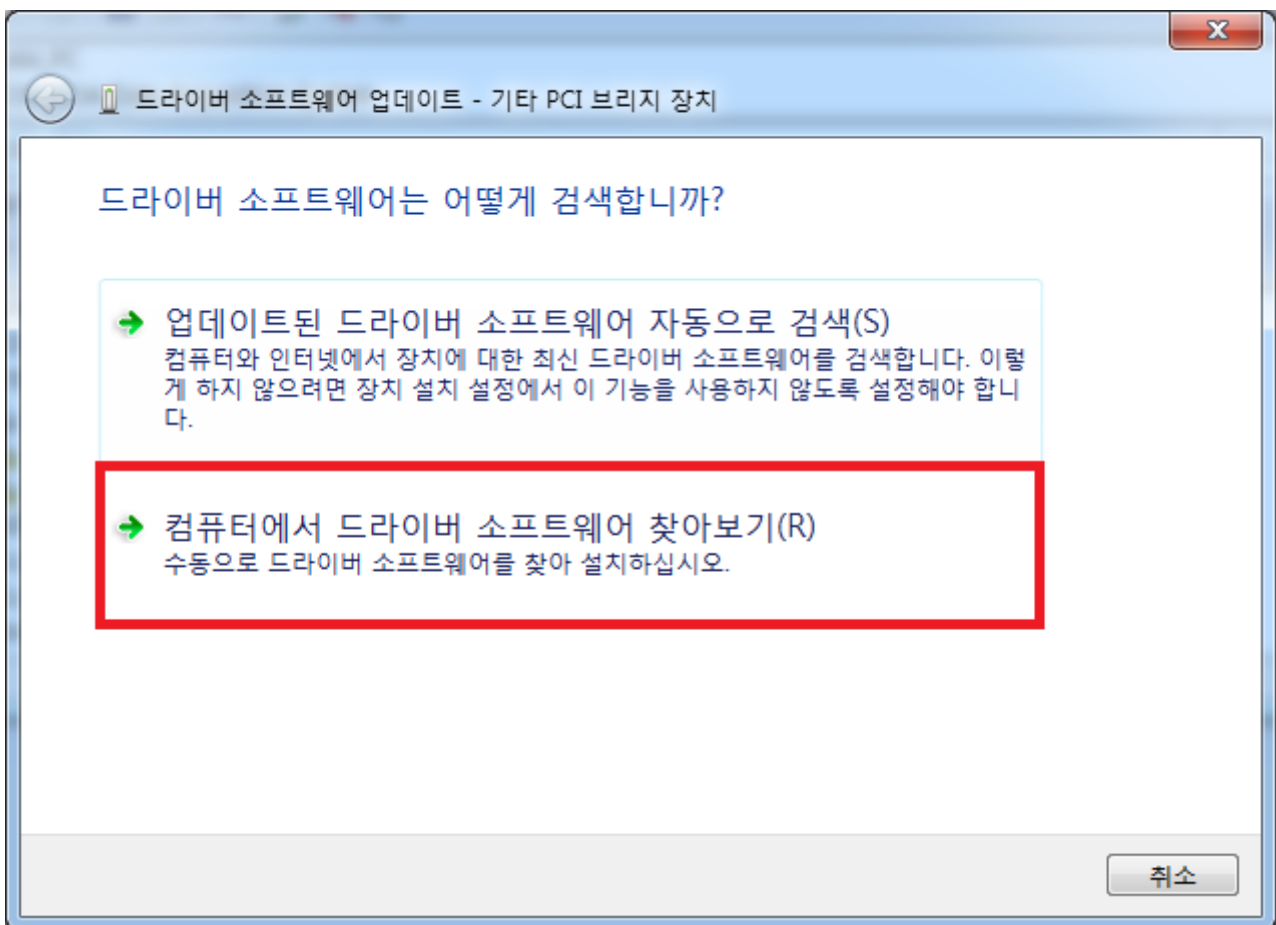 드라이버 소프트웨어 업데이트 - 기타 PCI 브리지 장치
드라이버 소프트웨어는 어떻게 검색합니까?
업데이트된 드라이버 소프트웨어 자동으로 검색(S)
컴퓨터와 인터넷에서 장치에 대한 최신 드라이버 소프트웨어를 검색합니다. 이렇
게 하지 않으려면 장치 설치 설정에서 이 기능을 사용하지 않도록 설정해야 합니
다.
컴퓨터에서 드라이버 소프트웨어 찾아보기(R)
수동으로 드라이버 소프트웨어를 찾아 설치하십시오.
취소